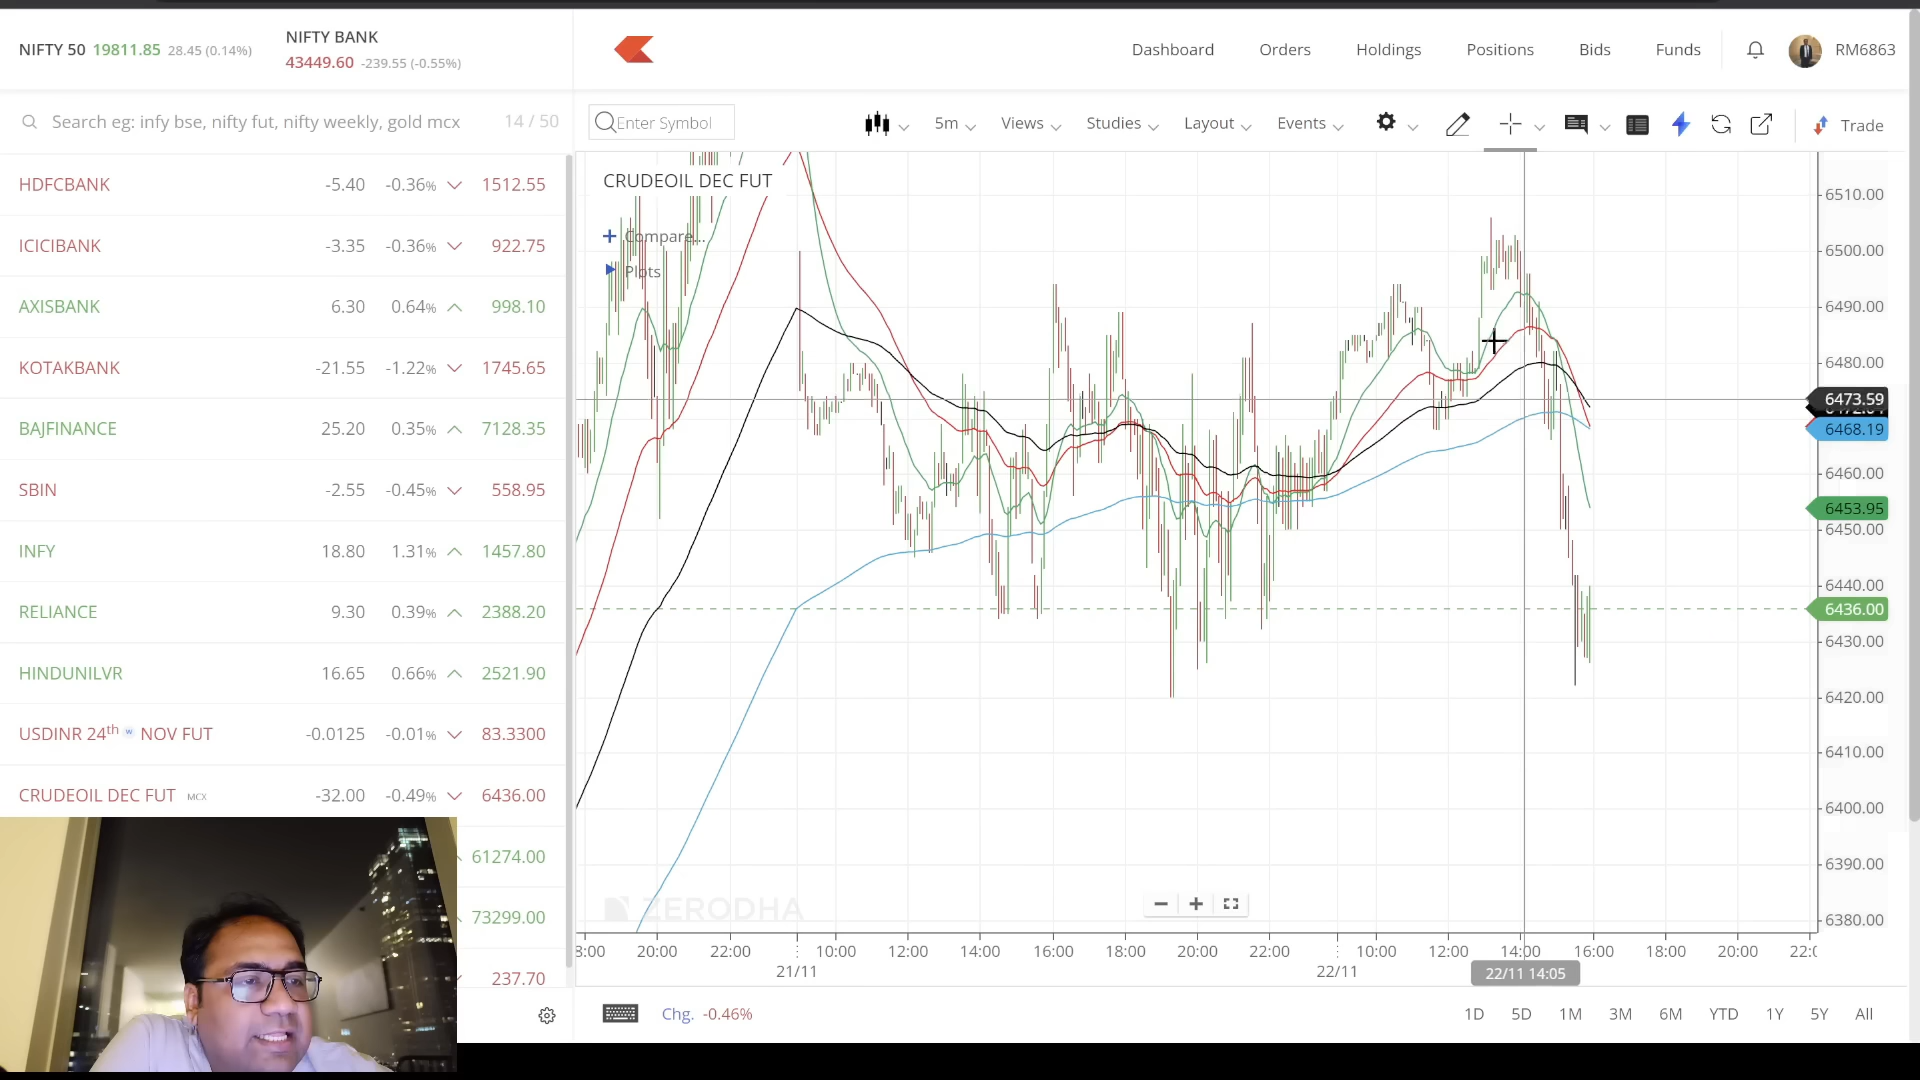 NIFTY 50 19811.85 28.45 (0.14%)
NIFTY BANK
43449.60 -239.55 (-0.55%)
Dashboard Orders Holdings Positions Bids Funds RM6863
Search eg: infy bse, nifty fut, nifty weekly, gold mcx 14 / 50
Enter Symbol 5m Views Studies Layout Events Trade
HDFCBANK -5.40 -0.36% 1512.55
ICICIBANK -3.35 -0.36% 922.75
AXISBANK 6.30 0.64% 998.10
KOTAKBANK -21.55 -1.22% 1745.65
BAJFINANCE 25.20 0.35% 7128.35
SBIN -2.55 -0.45% 558.95
INFY 18.80 1.31% 1457.80
RELIANCE 9.30 0.39% 2388.20
HINDUNILVR 16.65 0.66% 2521.90
USDINR 24th w NOV FUT -0.0125 -0.01% 83.3300
CRUDEOIL DEC FUT MCX -32.00 -0.49% 6436.00
61274.00
73299.00
237.70
CRUDEOIL DEC FUT
Compare...
Plots
6510.00
6500.00
6490.00
6480.00
6473.59
6468.19
6460.00
6453.95
6450.00
6440.00
6436.00
6430.00
6420.00
6410.00
6400.00
6390.00
6380.00
ZERODHA
20:00 22:00 10:00 12:00 14:00 16:00 18:00 20:00 22:00 10:00 12:00 14:00 16:00 18:00 20:00
21/11 22/11 22/11 14:05
Chg. -0.46% 1D 5D 1M 3M 6M YTD 1Y 5Y All